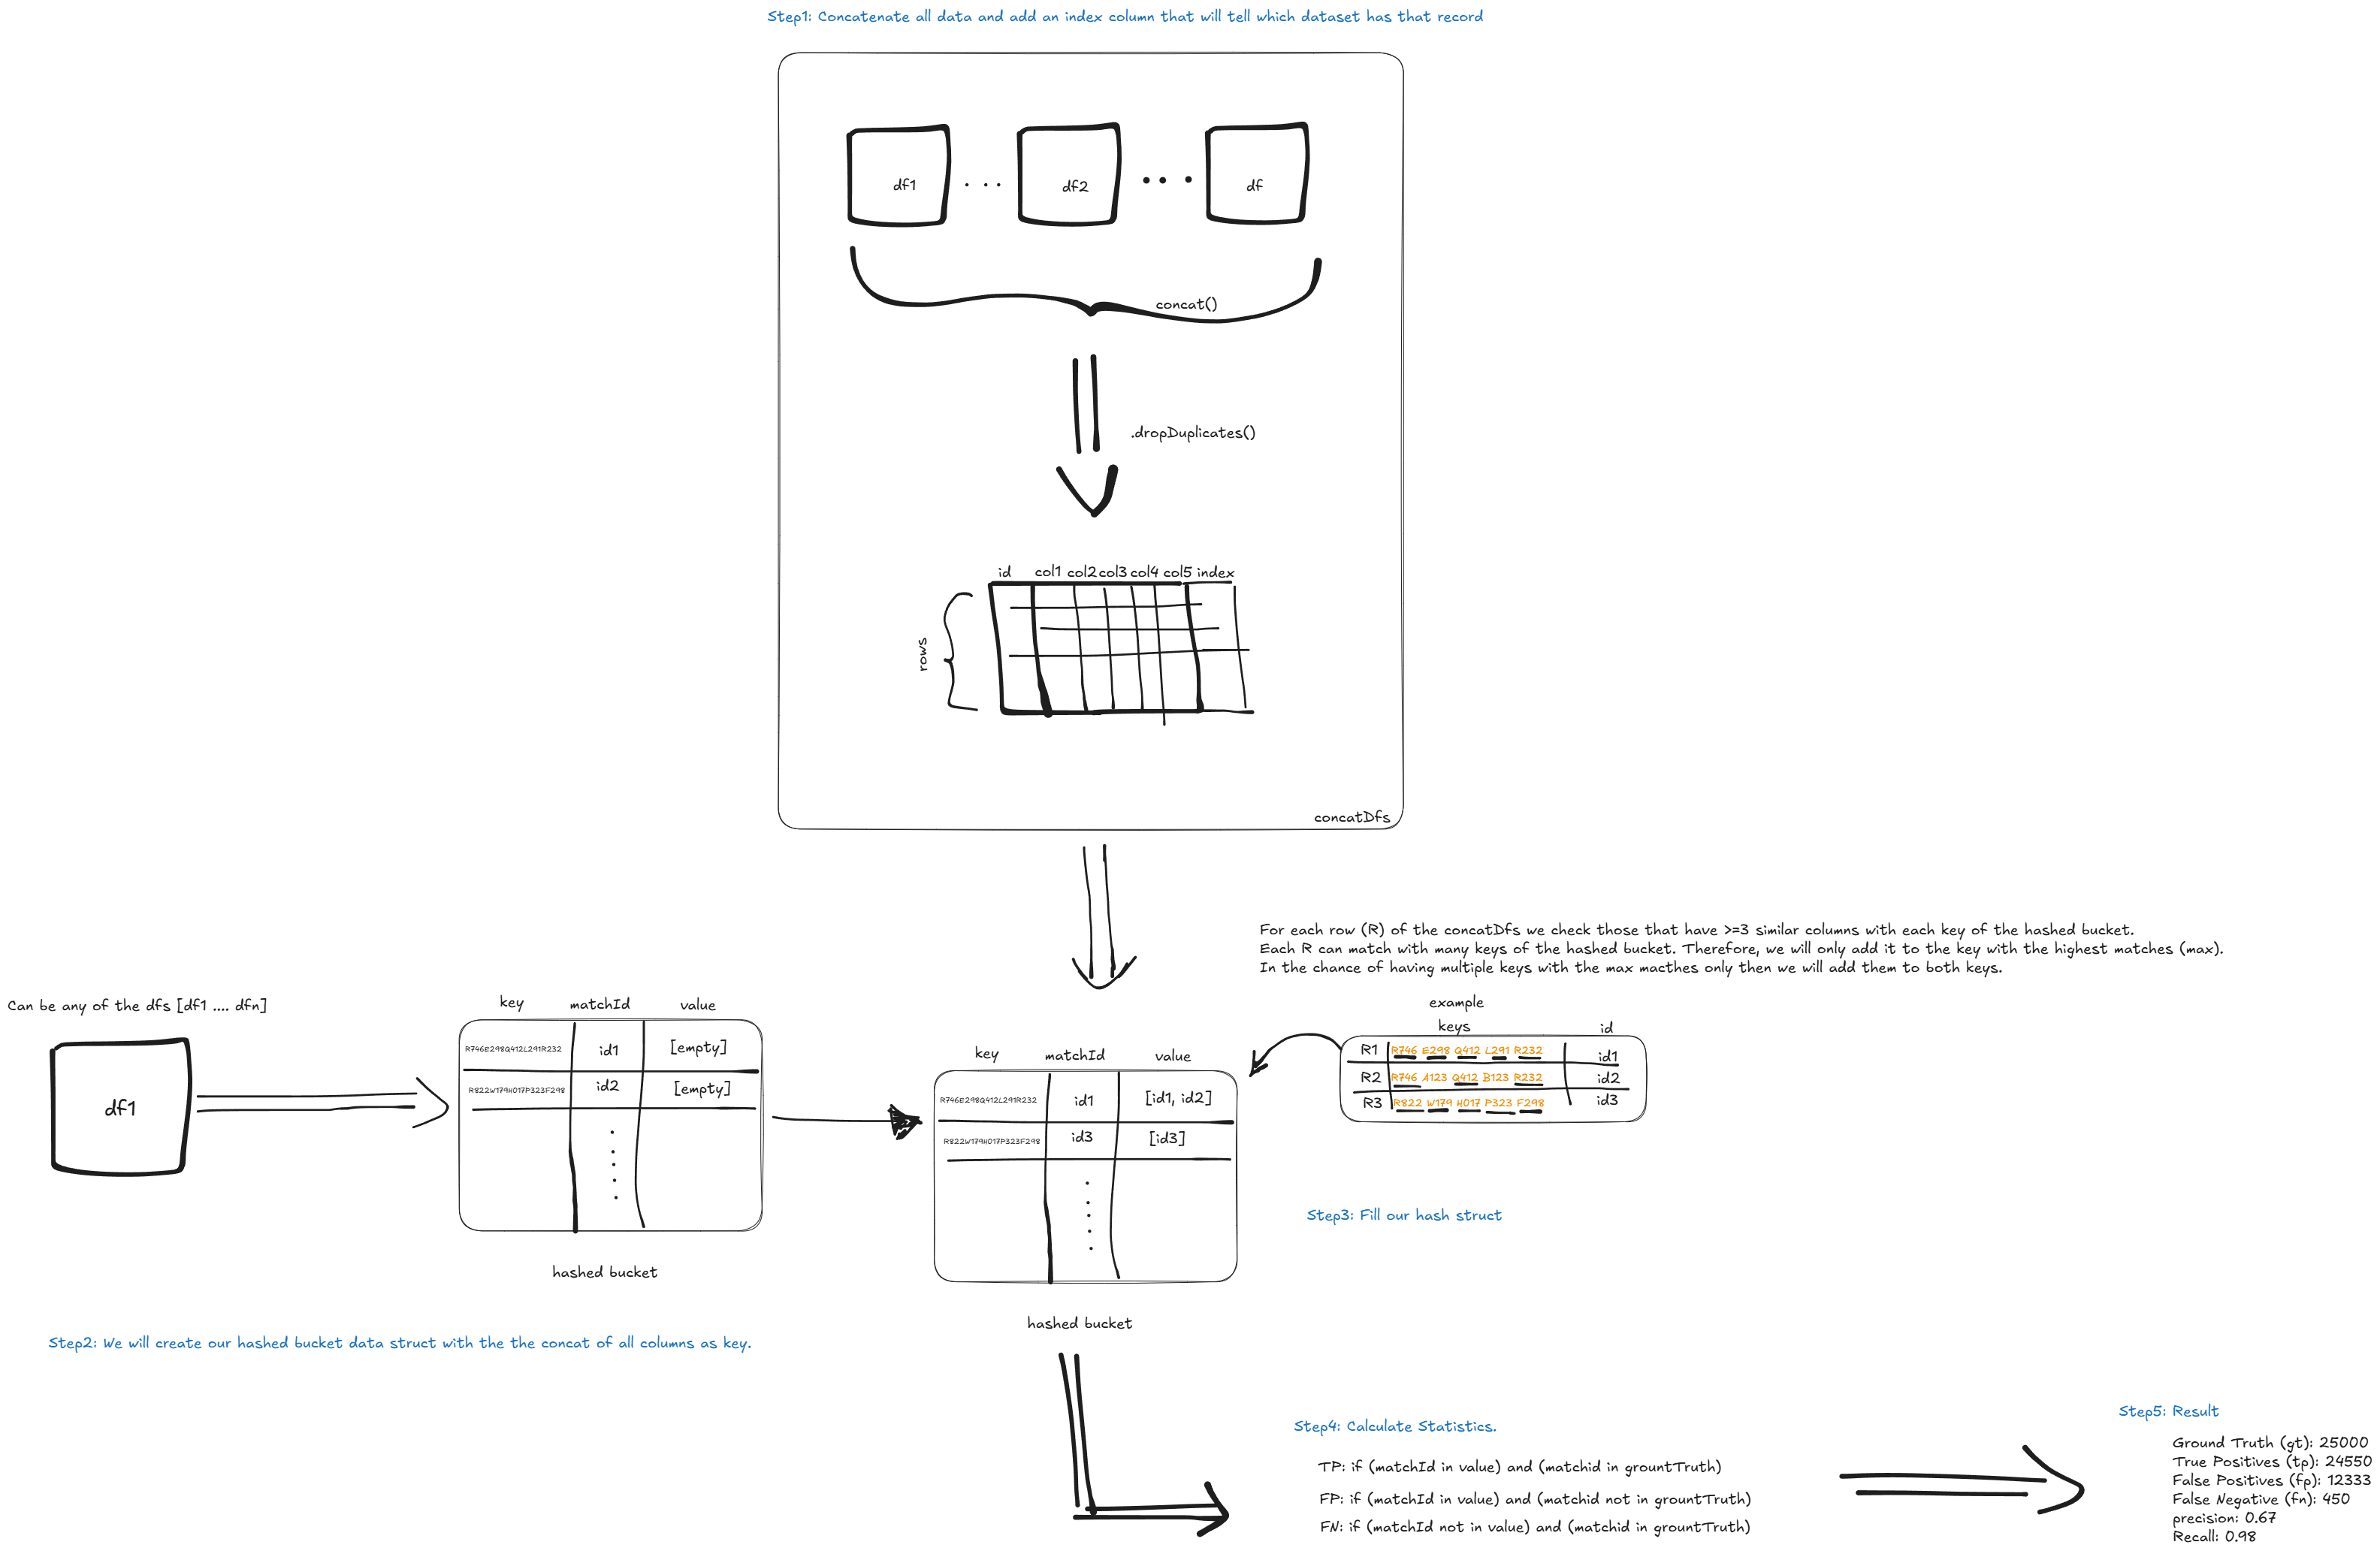 Step1: Concatenate all data and add an index column that will tell which dataset has that record
df1
df2
df
concat()
.dropDuplicates()
id col1 col2 col3 col4 col5 index
rows
concatDfs
For each row (R) of the concatDfs we check those that have >=3 similar columns with each key of the hashed bucket.
Each R can match with many keys of the hashed bucket. Therefore, we will only add it to the key with the highest matches (max).
In the chance of having multiple keys with the max macthes only then we will add them to both keys.
Can be any of the dfs [df1 .... dfn]
df1
key matchId value
R746E298Q412L291R232 id1 [empty]
R822W179H017P323F298 id2 [empty]
hashed bucket
Step2: We will create our hashed bucket data struct with the the concat of all columns as key.
key matchId value
R746E298Q412L291R232 id1 [id1, id2]
R822W179H017P323F298 id3 [id3]
hashed bucket
example
keys id
R1 R746 E298 Q412 L291 R232 id1
R2 R746 A123 Q412 B123 R232 id2
R3 R822 W179 H017 P323 F298 id3
Step3: Fill our hash struct
Step4: Calculate Statistics.
TP: if (matchId in value) and (matchid in grountTruth)
FP: if (matchId in value) and (matchid not in grountTruth)
FN: if (matchId not in value) and (matchid in grountTruth)
Step5: Result
Ground Truth (gt): 25000
True Positives (tp): 24550
False Positives (fp): 12333
False Negative (fn): 450
precision: 0.67
Recall: 0.98